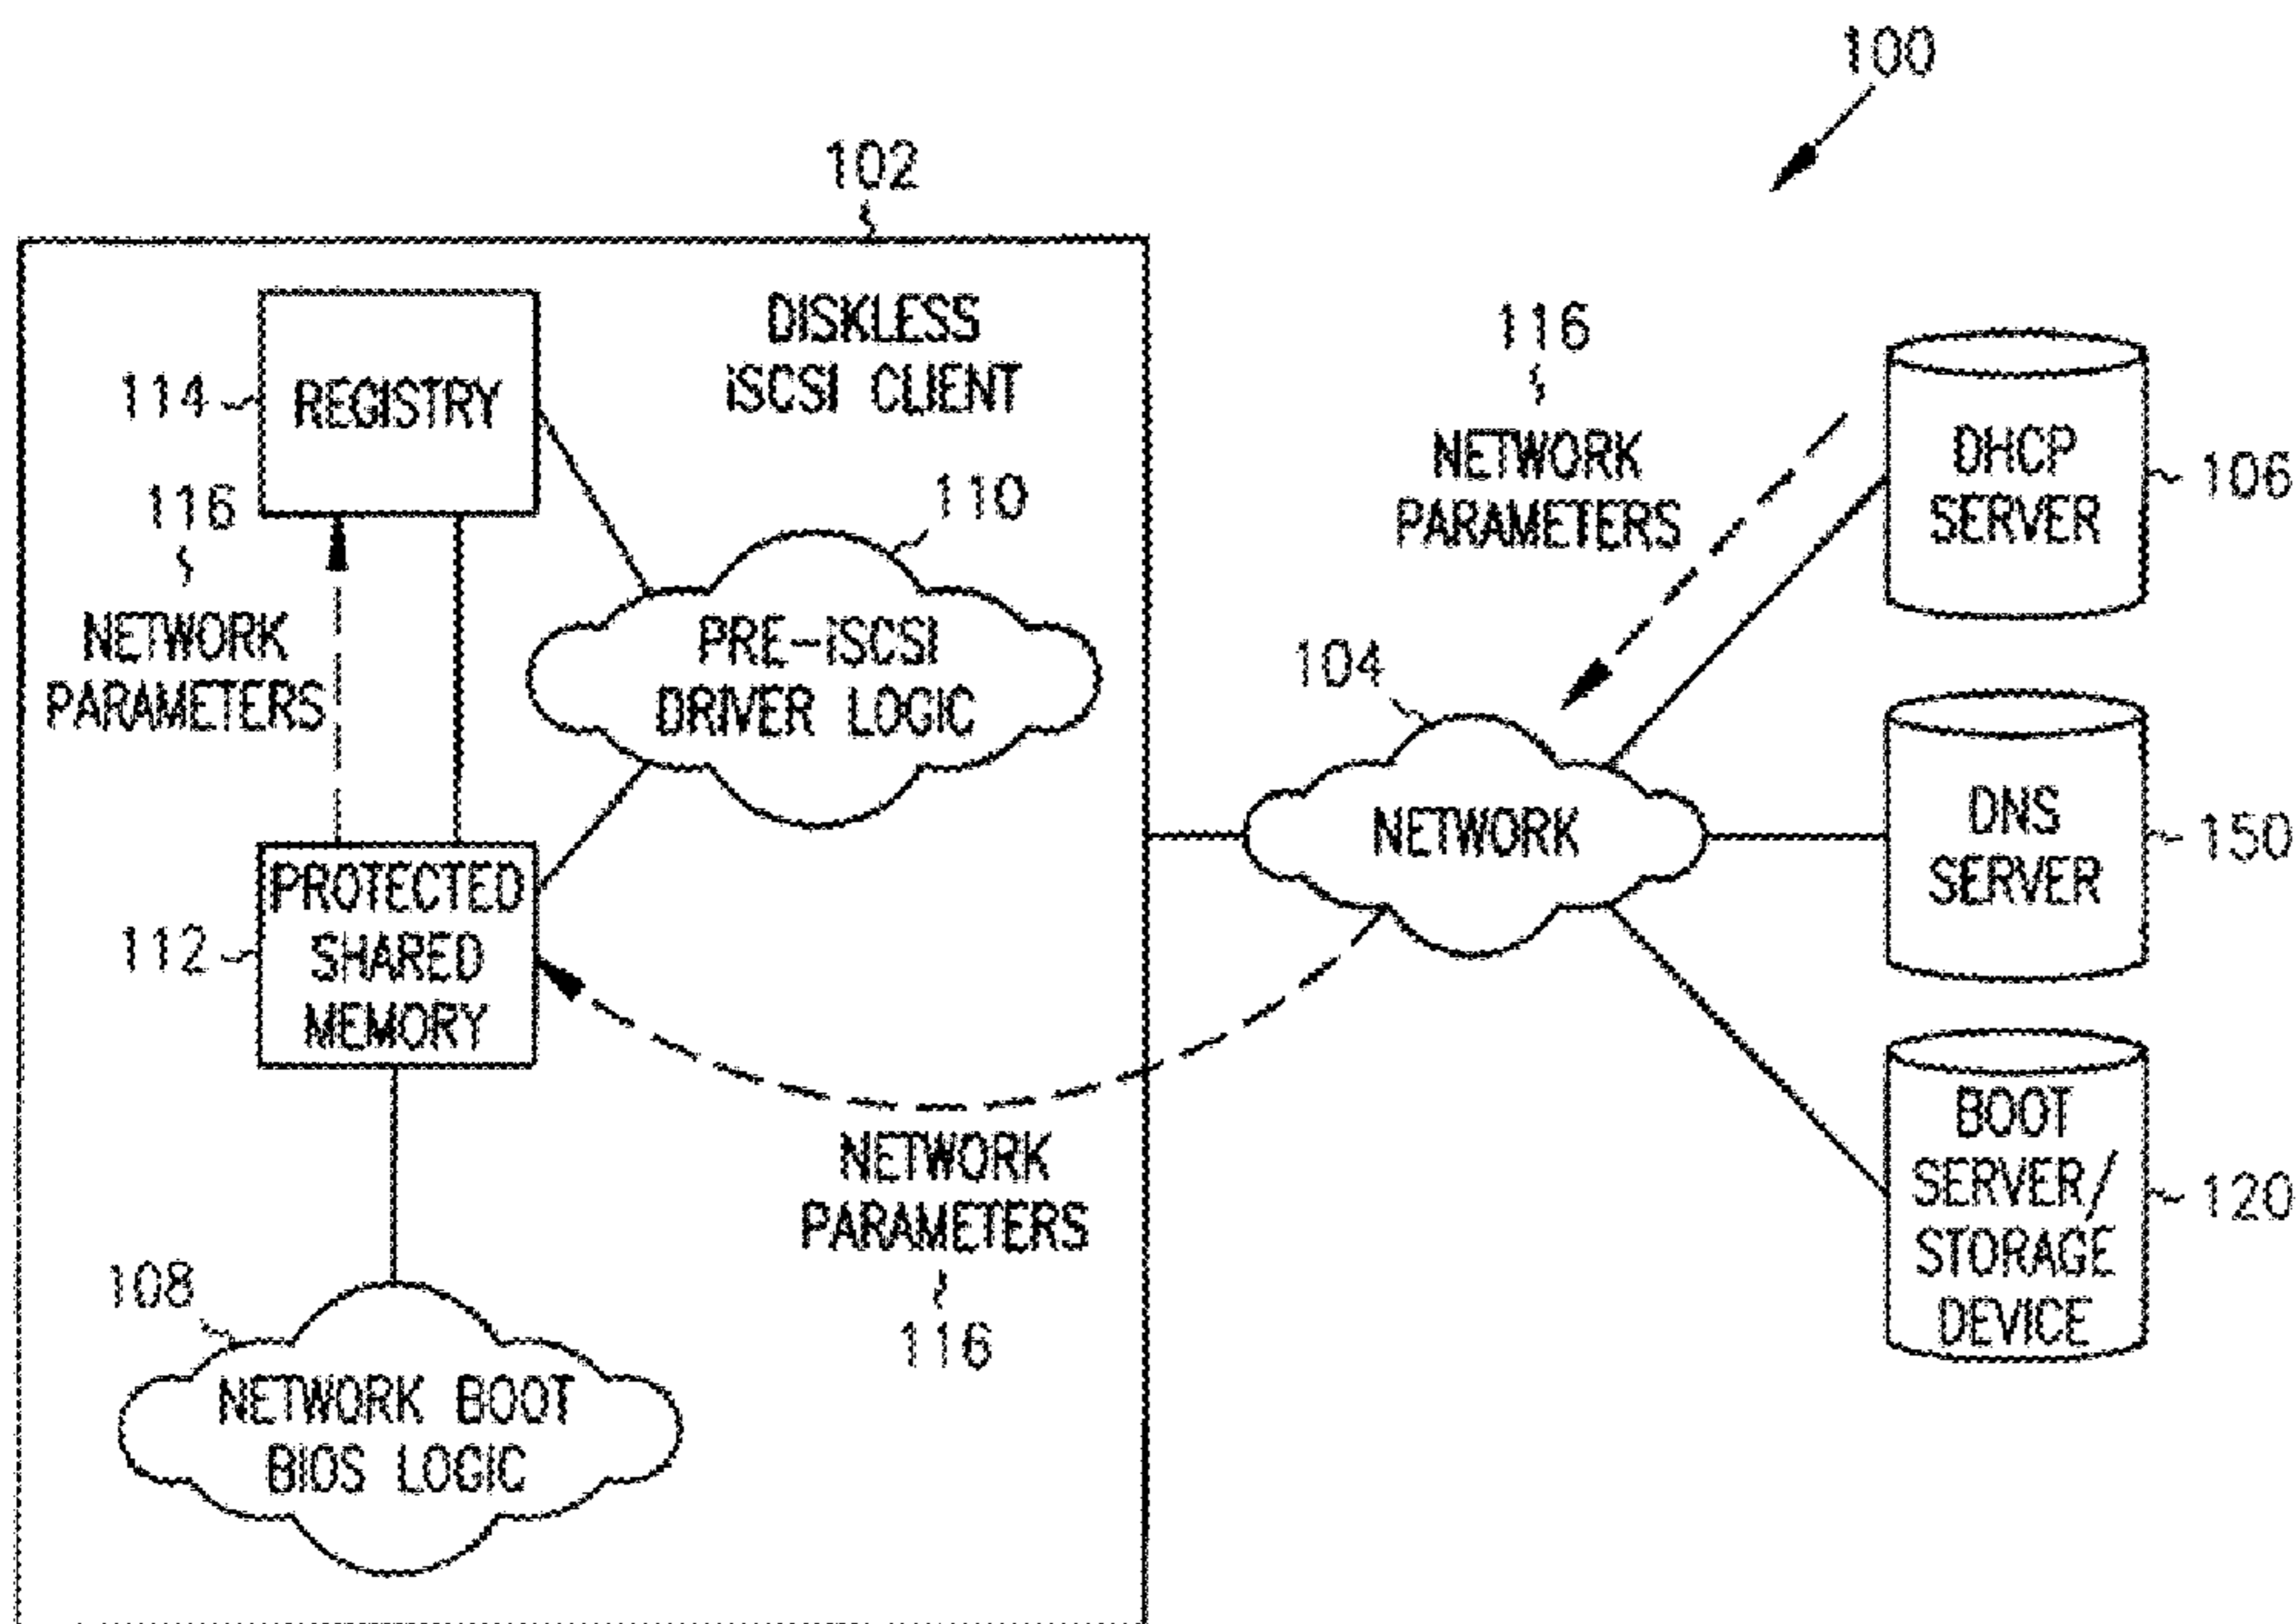 100
102
DISKLESS
iSCSI CLIENT
114
REGISTRY
116
NETWORK
PARAMETERS
110
PRE-iSCSI
DRIVER LOGIC
112
PROTECTED
SHARED
MEMORY
NETWORK
PARAMETERS
116
108
NETWORK BOOT
BIOS LOGIC
116
NETWORK
PARAMETERS
104
NETWORK
DHCP
SERVER
106
DNS
SERVER
150
BOOT
SERVER/
STORAGE
DEVICE
120